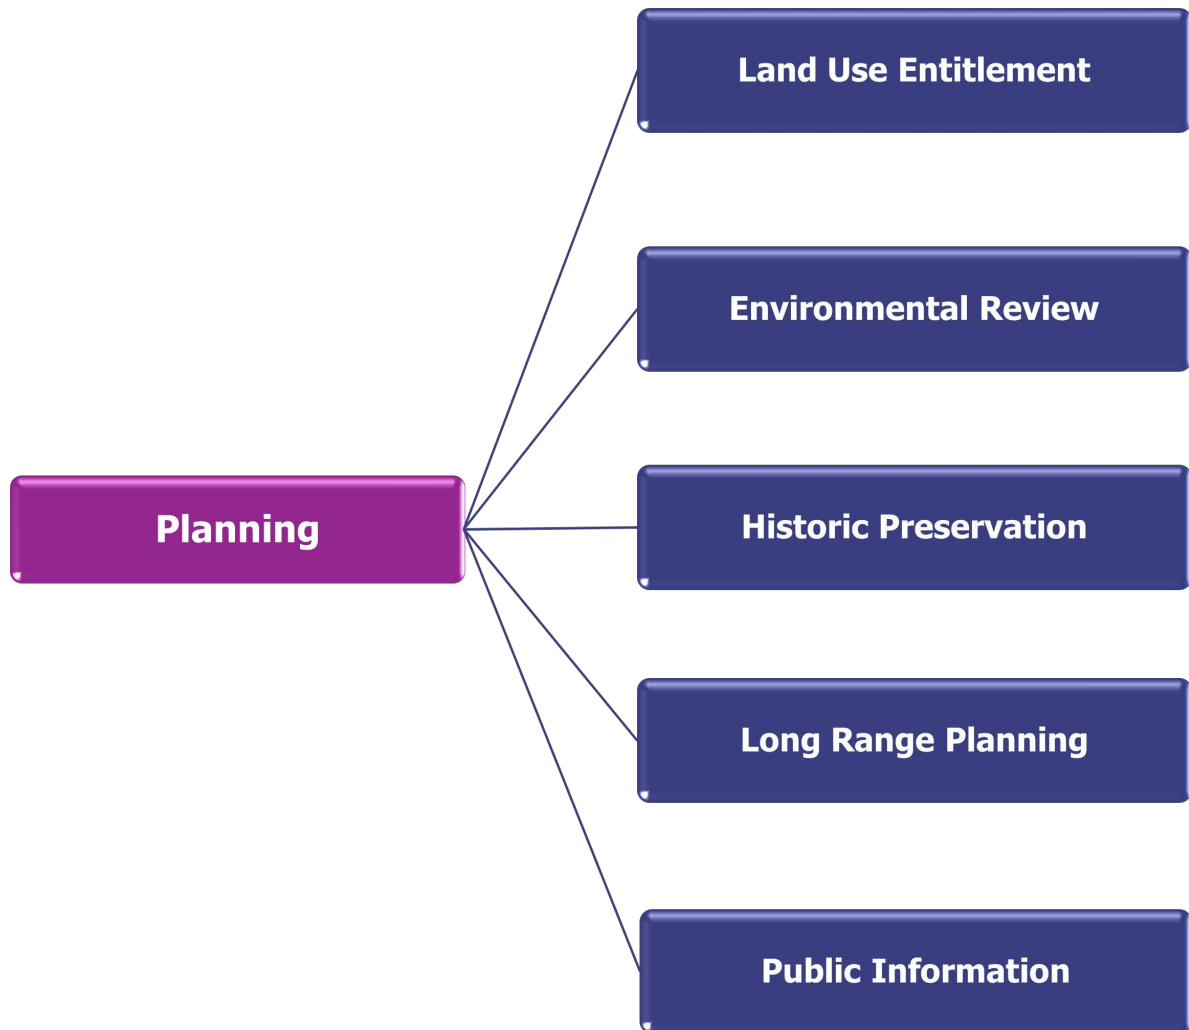 Land Use Entitlement
Environmental Review
Planning
Historic Preservation
Long Range Planning
Public Information